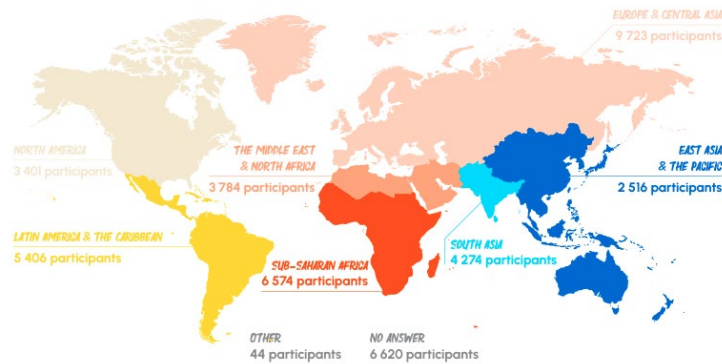 EUROPE & CENTRAL ASIA
9 723 participants
NORTH AMERICA
3 401 participants
THE MIDDLE EAST
& NORTH AFRICA
3 784 participants
EAST ASIA
& THE PACIFIC
2 516 participants
LATIN AMERICA & THE CARIBBEAN
5 406 participants
SUB-SAHARAN AFRICA
6 574 participants
SOUTH ASIA
4 274 participants
OTHER
44 participants
NO ANSWER
6 620 participants